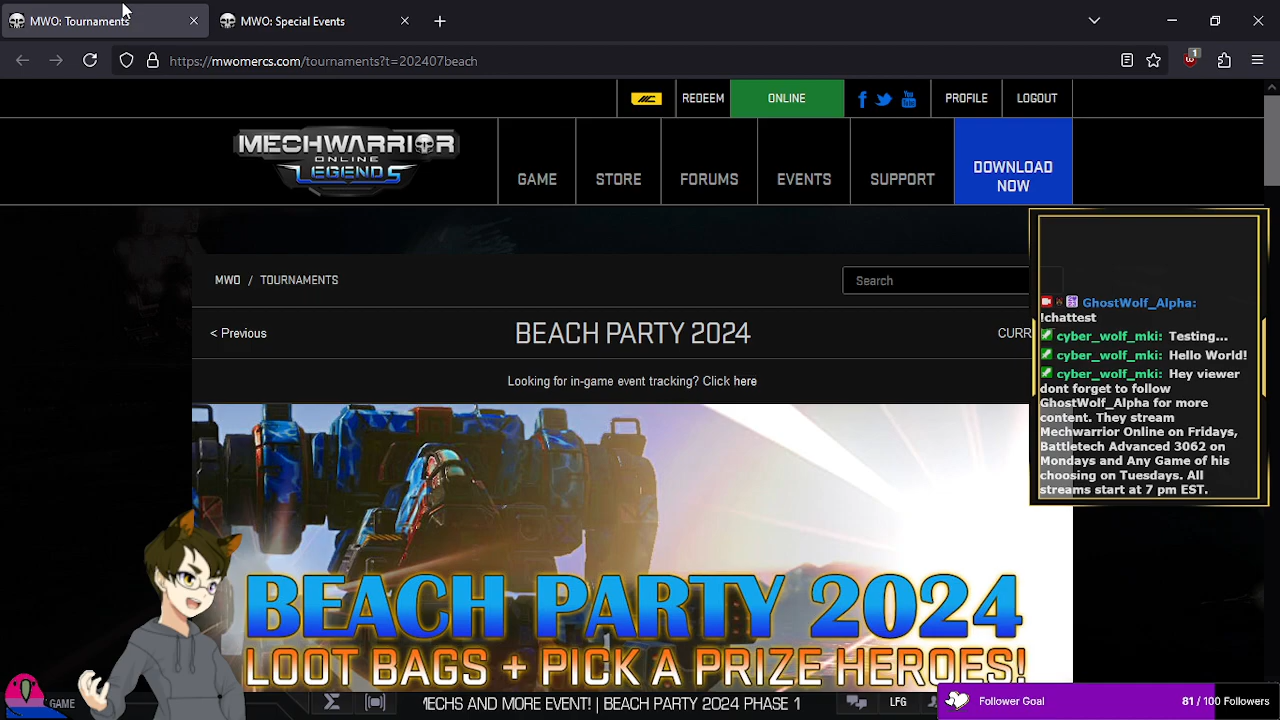 MWO: Tournaments
MWO: Special Events
https://mwomercs.com/tournaments?t=202407beach
1
MC
REDEEM
ONLINE
You Tube
PROFILE
LOGOUT
MECHWARRIOR
ONLINE
LEGENDS
GAME
STORE
FORUMS
EVENTS
SUPPORT
DOWNLOAD
NOW
MWO / TOURNAMENTS
Search
< Previous
BEACH PARTY 2024
CURR
Looking for in-game event tracking? Click here
GhostWolf_Alpha:
!chattest
cyber_wolf_mki: Testing...
cyber_wolf_mki: Hello World!
cyber_wolf_mki: Hey viewer
dont forget to follow
GhostWolf_Alpha for more
content. They stream
Mechwarrior Online on Fridays,
Battletech Advanced 3062 on
Mondays and Any Game of his
choosing on Tuesdays. All
streams start at 7 pm EST.
BEACH PARTY 2024
LOOT BAGS + PICK A PRIZE HEROES!
GAME
MECHS AND MORE EVENT! | BEACH PARTY 2024 PHASE 1
LFG
Follower Goal
81 / 100 Followers